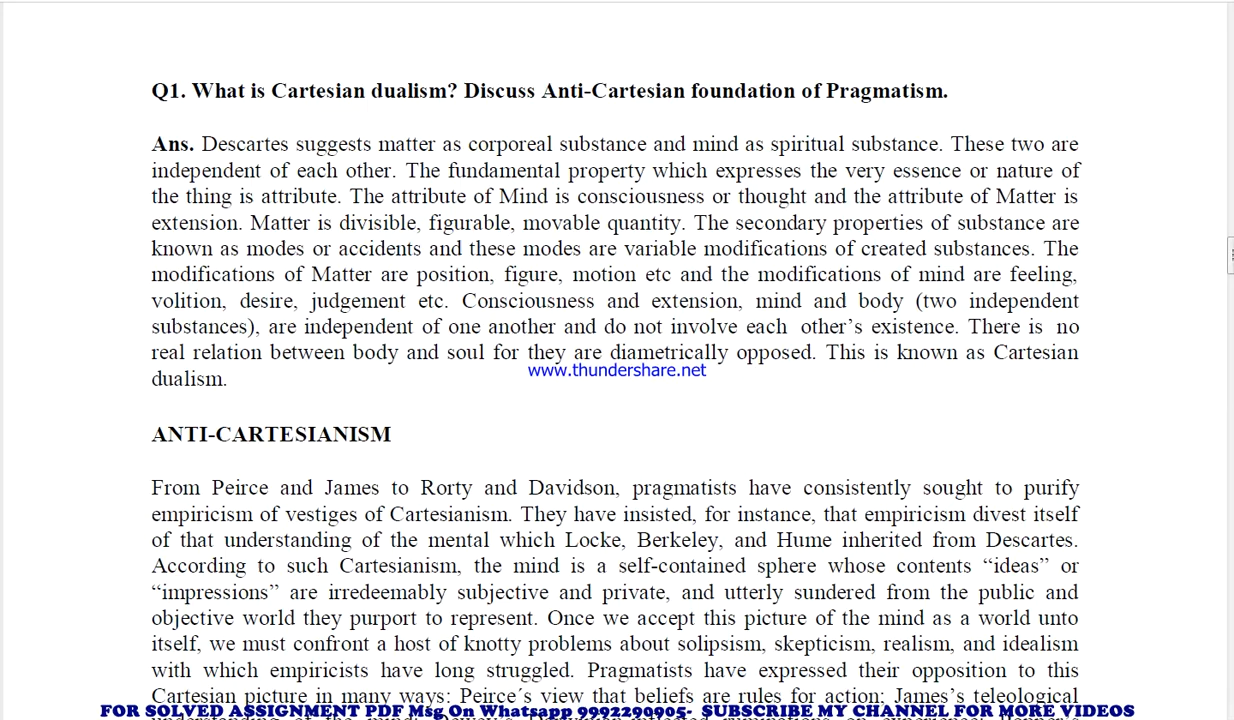 Q1. What is Cartesian dualism? Discuss Anti-Cartesian foundation of Pragmatism.
Ans. Descartes suggests matter as corporeal substance and mind as spiritual substance. These two are
independent of each other. The fundamental property which expresses the very essence or nature of
the thing is attribute. The attribute of Mind is consciousness or thought and the attribute of Matter is
extension. Matter is divisible, figurable, movable quantity. The secondary properties of substance are
known as modes or accidents and these modes are variable modifications of created substances. The
modifications of Matter are position, figure, motion etc and the modifications of mind are feeling,
volition, desire, judgement etc. Consciousness and extension, mind and body (two independent
substances), are independent of one another and do not involve each other’s existence. There is no
real relation between body and soul for they are diametrically opposed. This is known as Cartesian
www.thundershare.net
dualism.
ANTI-CARTESIANISM
From Peirce and James to Rorty and Davidson, pragmatists have consistently sought to purify
empiricism of vestiges of Cartesianism. They have insisted, for instance, that empiricism divest itself
of that understanding of the mental which Locke, Berkeley, and Hume inherited from Descartes.
According to such Cartesianism, the mind is a self-contained sphere whose contents “ideas” or
“impressions” are irredeemably subjective and private, and utterly sundered from the public and
objective world they purport to represent. Once we accept this picture of the mind as a world unto
itself, we must confront a host of knotty problems about solipsism, skepticism, realism, and idealism
with which empiricists have long struggled. Pragmatists have expressed their opposition to this
Cartesian picture in many ways: Peirce´s view that beliefs are rules for action; James’s teleological
FOR SOLVED ASSIGNMENT PDF Msg On Whatsapp 9992290905- SUBSCRIBE MY CHANNEL FOR MORE VIDEOS